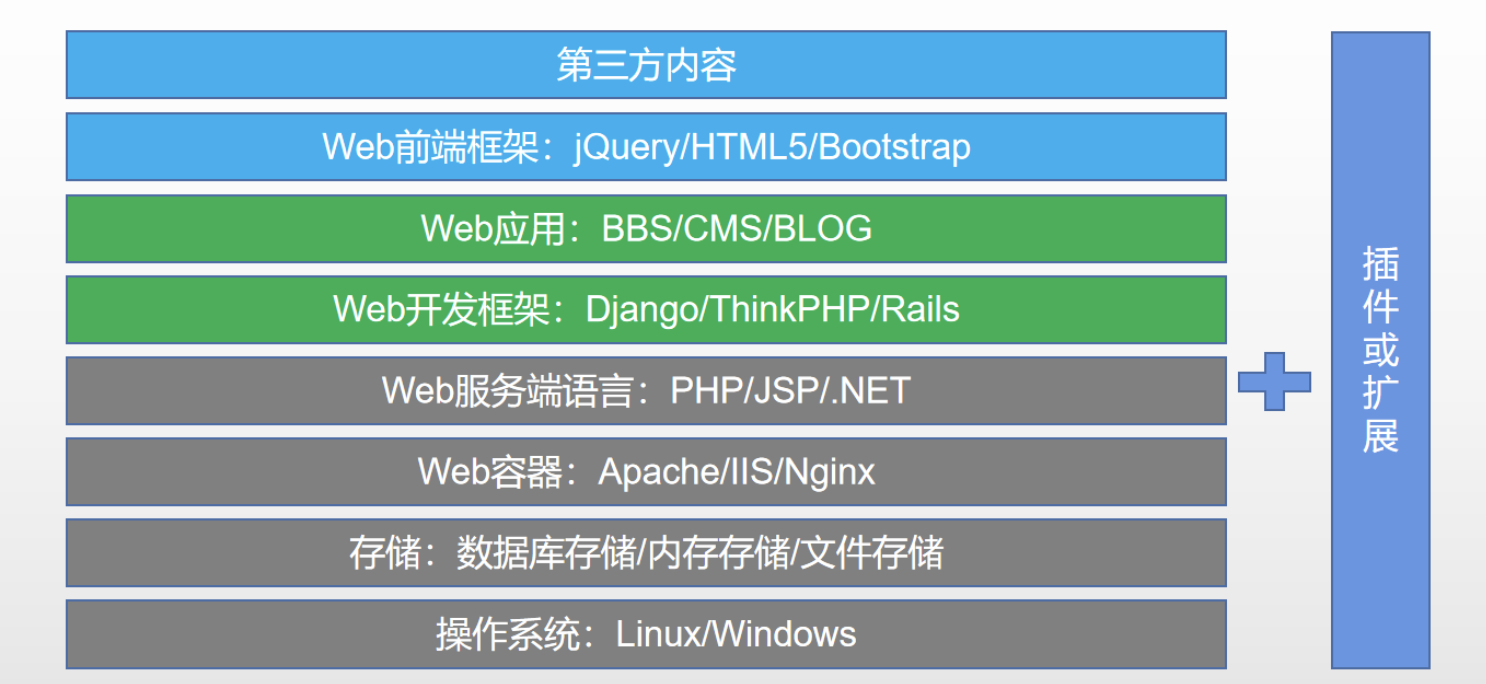 第三方内容
Web前端框架：jQuery/HTML5/Bootstrap
Web应用：BBS/CMS/BLOG
Web开发框架：Django/ThinkPHP/Rails
Web服务端语言：PHP/JSP/.NET
Web容器：Apache/IIS/Nginx
存储：数据库存储/内存存储/文件存储
操作系统：Linux/Windows
插件或扩展